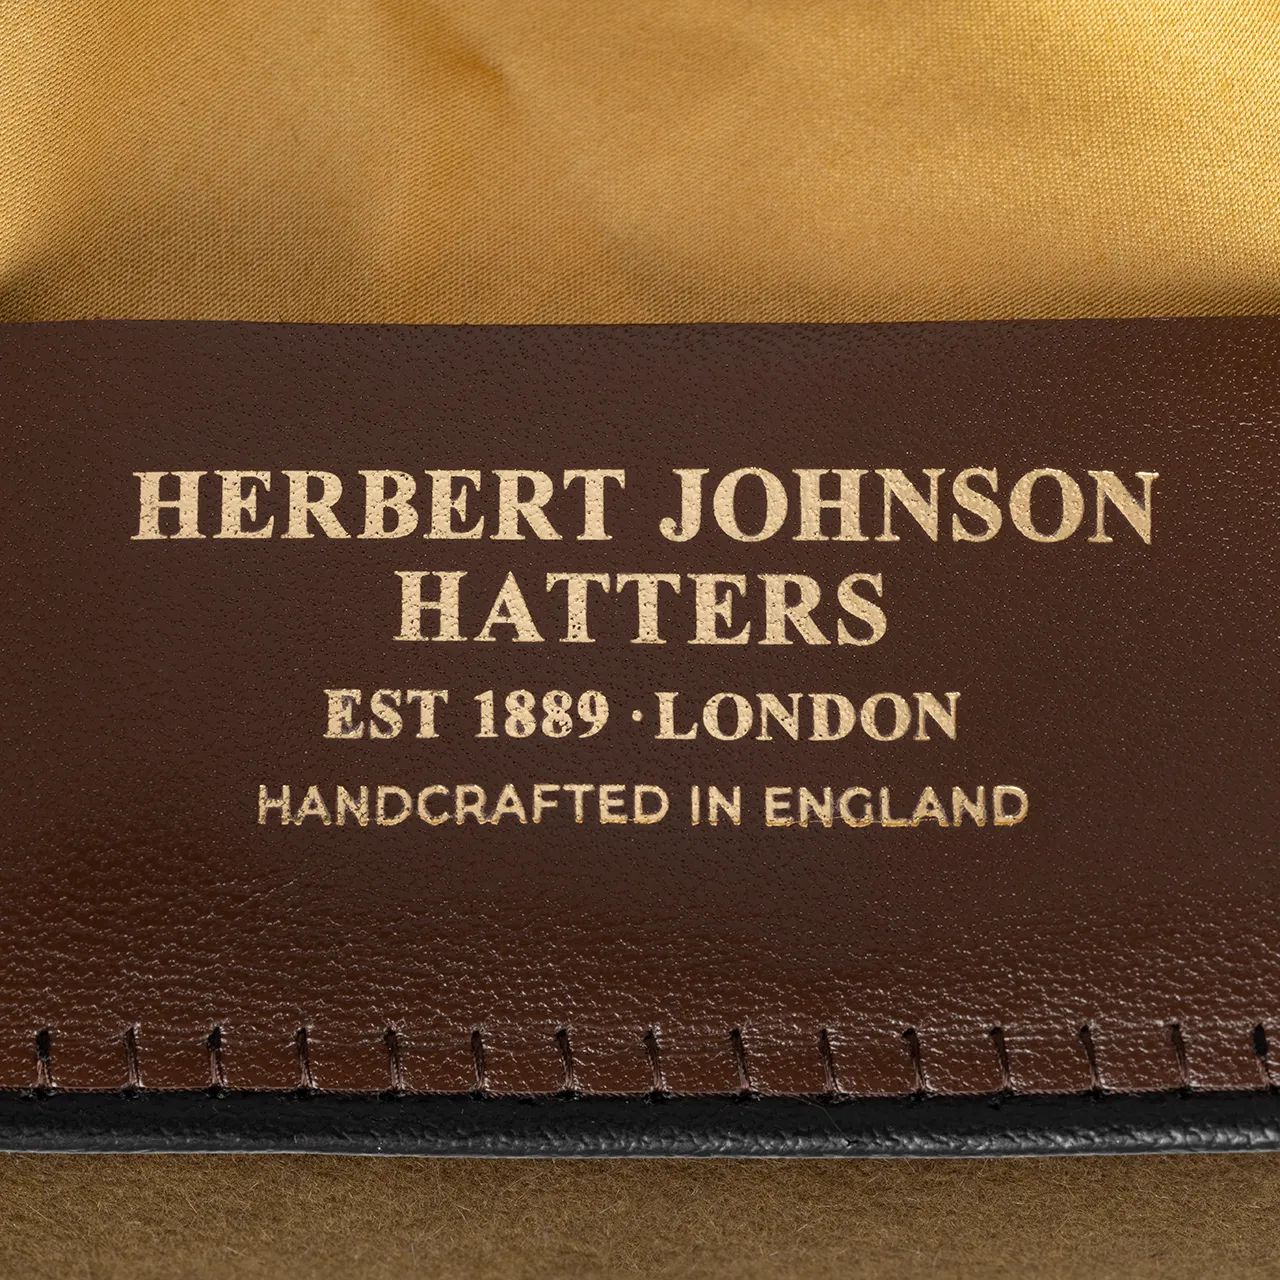 HERBERT JOHNSON
HATTERS
EST 1889 · LONDON
HANDCRAFTED IN ENGLAND